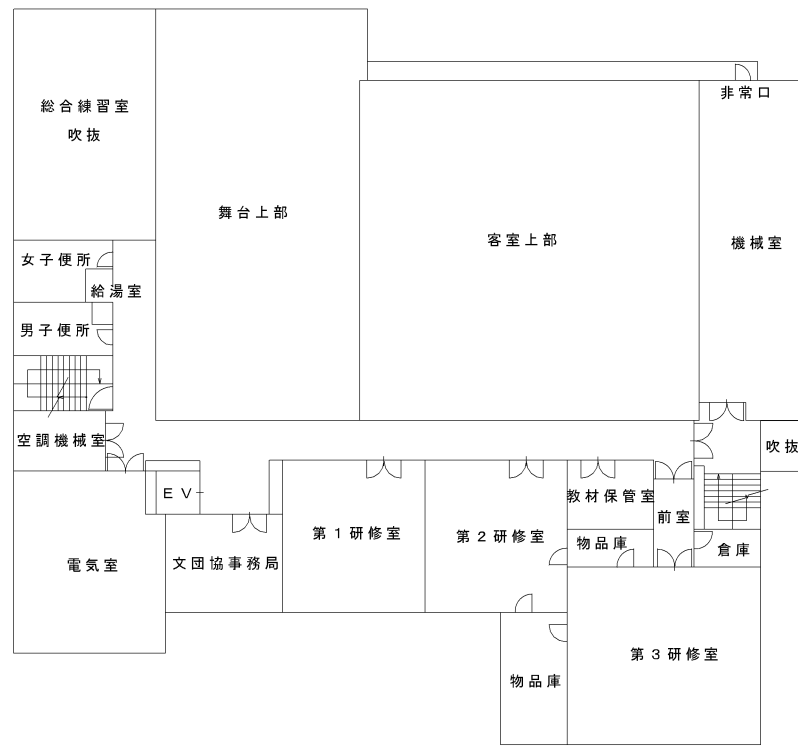 非常口
総合練習室
吹抜
舞台上部
客室上部
機械室
女子便所
給湯室
男子便所
空調機械室
吹抜
EV
教材保管室
前室
第1研修室
第2研修室
物品庫
倉庫
電気室
文団協事務局
第3研修室
物品庫